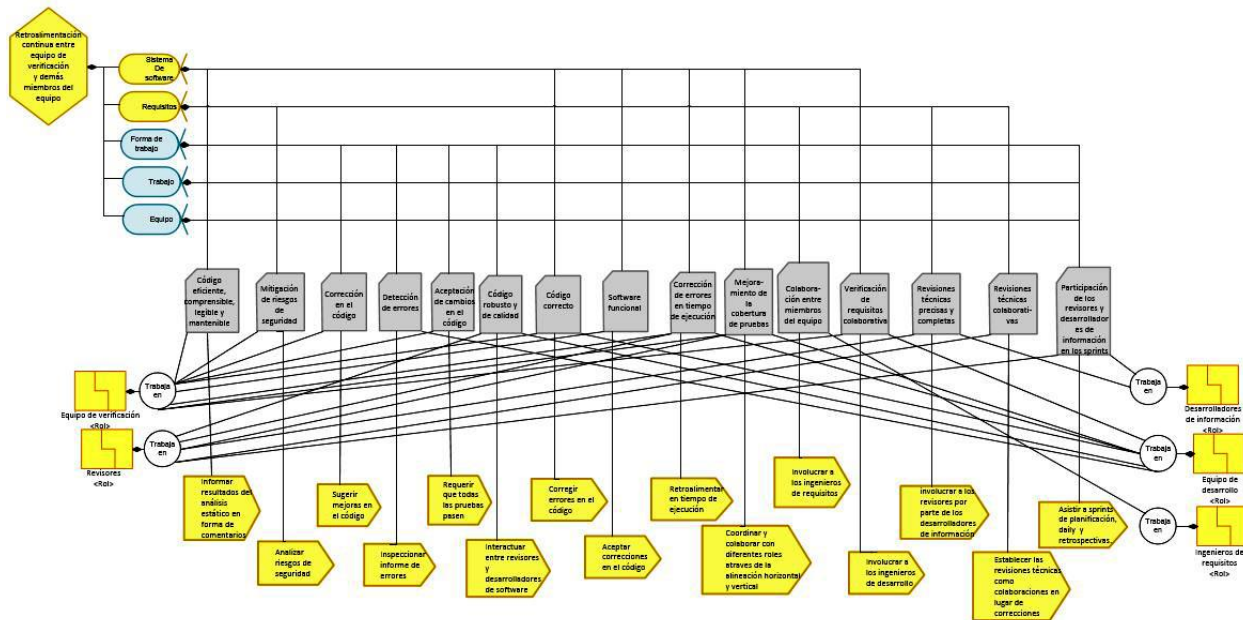 Retroalimentación
continua entre
equipo de
verificación
y demás
miembros del
equipo
Sistema
De
software
Requisitos
Forma de
trabajo
Trabajo
Equipo
Código
eficiente,
comprensible,
legible y
mantenible
Mitigación
de riesgos
de
seguridad
Corrección
en el
código
Detección
de errores
Aceptación
de cambios
en el
código
Código
robusto y
de calidad
Código
correcto
Software
funcional
Corrección
de errores
en tiempo
de
ejecución
Mejora-
miento de
la
cobertura
de pruebas
Colabora-
ción entre
miembros
del equipo
Verificación
de
requisitos
colaborativa
Revisiones
técnicas
precisas y
completas
Revisiones
técnicas
colaborati-
vas
Participación
de los
revisores y
desarrollador
es de
información
en los sprints
Trabaja
en
Equipo de verificación
<Rol>
Trabaja
en
Revisores
<Rol>
Trabaja
en
Desarrolladores
de información
<Rol>
Trabaja
en
Equipo de
desarrollo
<Rol>
Trabaja
en
Ingenieros de
requisitos
<Rol>
Informar
resultados del
análisis
estático en
forma de
comentarios
Analizar
riesgos de
seguridad
Sugerir
mejoras en
el código
Inspeccionar
informe de
errores
Requerir
que todas
las pruebas
pasen
Interactuar
entre revisores
y
desarrolladores
de software
Corregir
errores en el
código
Aceptar
correcciones
en el código
Retroalimentar
en tiempo de
ejecución
Coordinar y
colaborar con
diferentes roles
atraves de la
alineación horizontal
y vertical
Involucrar a
los ingenieros
de requisitos
Involucrar a
los ingenieros
de desarrollo
involucrar a los
revisores por
parte de los
desarrolladores
de información
Establecer las
revisiones técnicas
como
colaboraciones en
lugar de
correcciones
Asistir a sprints
de planificación,
daily y
retrospectivas.